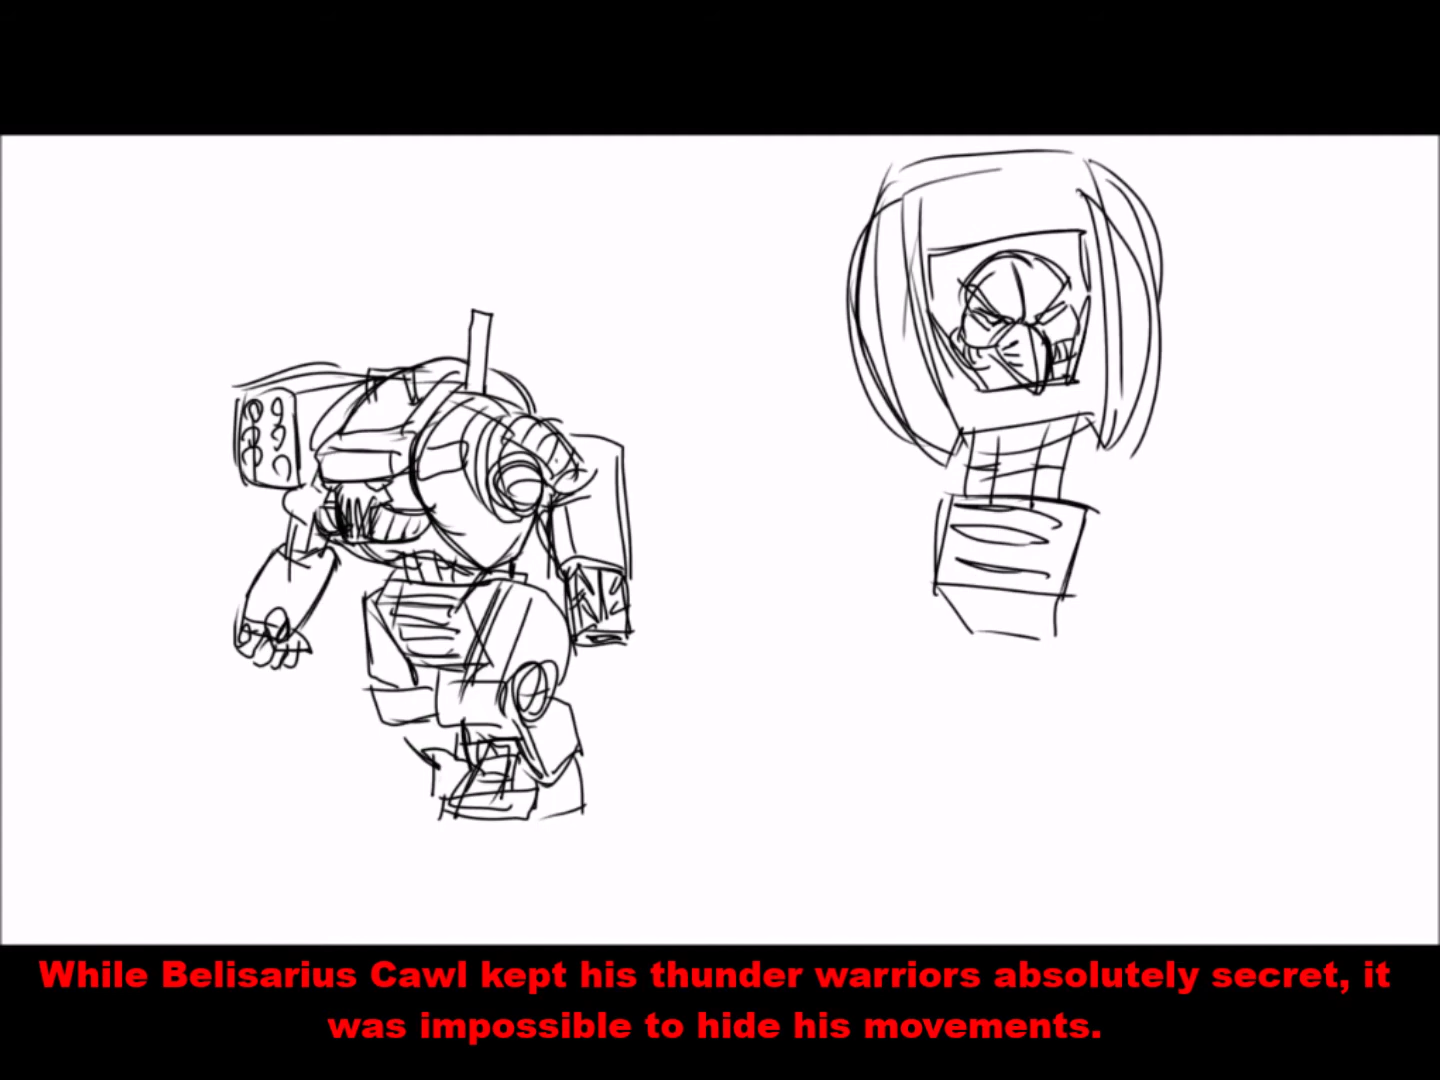 While Belisarius Cawl kept his thunder warriors absolutely secret, it
was impossible to hide his movements.